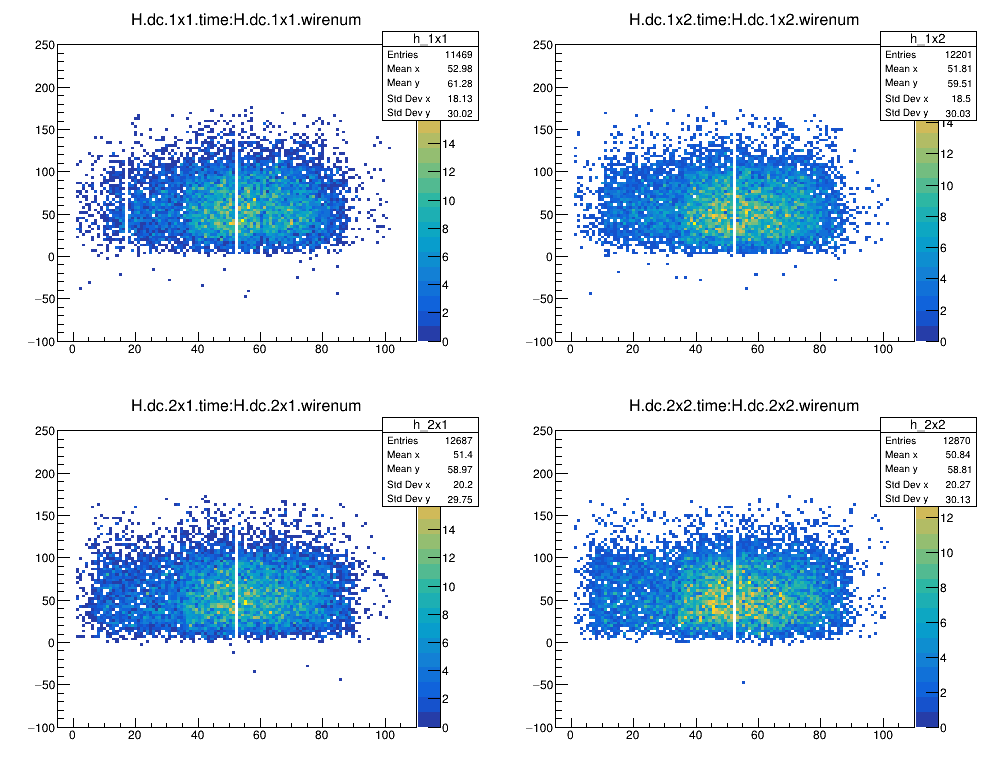 H.dc.1x1.time:H.dc.1x1.wirenum
h_1x1
Entries 11469
Mean x 52.98
Mean y 61.28
Std Dev x 18.13
Std Dev y 30.02
250
200
150
100
50
0
−50
−100
0 20 40 60 80 100
14
12
10
8
6
4
2
0
H.dc.1x2.time:H.dc.1x2.wirenum
h_1x2
Entries 12201
Mean x 51.81
Mean y 59.51
Std Dev x 18.5
Std Dev y 30.03
250
200
150
100
50
0
−50
−100
0 20 40 60 80 100
14
12
10
8
6
4
2
0
H.dc.2x1.time:H.dc.2x1.wirenum
h_2x1
Entries 12687
Mean x 51.4
Mean y 58.97
Std Dev x 20.2
Std Dev y 29.75
250
200
150
100
50
0
−50
−100
0 20 40 60 80 100
14
12
10
8
6
4
2
0
H.dc.2x2.time:H.dc.2x2.wirenum
h_2x2
Entries 12870
Mean x 50.84
Mean y 58.81
Std Dev x 20.27
Std Dev y 30.13
250
200
150
100
50
0
−50
−100
0 20 40 60 80 100
12
10
8
6
4
2
0